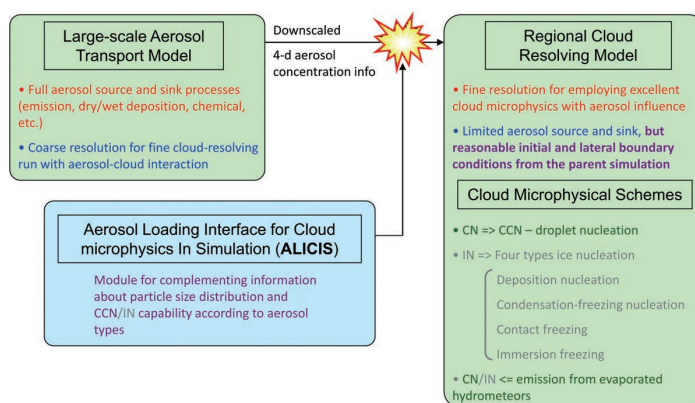 Large-scale Aerosol
Transport Model
• Full aerosol source and sink processes
(emission, dry/wet deposition, chemical,
etc.)
• Coarse resolution for fine cloud-resolving
run with aerosol-cloud interaction
Downscaled
4-d aerosol
concentration info
Aerosol Loading Interface for Cloud
microphysics In Simulation (ALICIS)
Module for complementing information
about particle size distribution and
CCN/IN capability according to aerosol
types
Regional Cloud
Resolving Model
• Fine resolution for employing excellent
cloud microphysics with aerosol influence
• Limited aerosol source and sink, but
reasonable initial and lateral boundary
conditions from the parent simulation
Cloud Microphysical Schemes
• CN => CCN – droplet nucleation
• IN => Four types ice nucleation
Deposition nucleation
Condensation-freezing nucleation
Contact freezing
Immersion freezing
• CN/IN <= emission from evaporated
hydrometeors